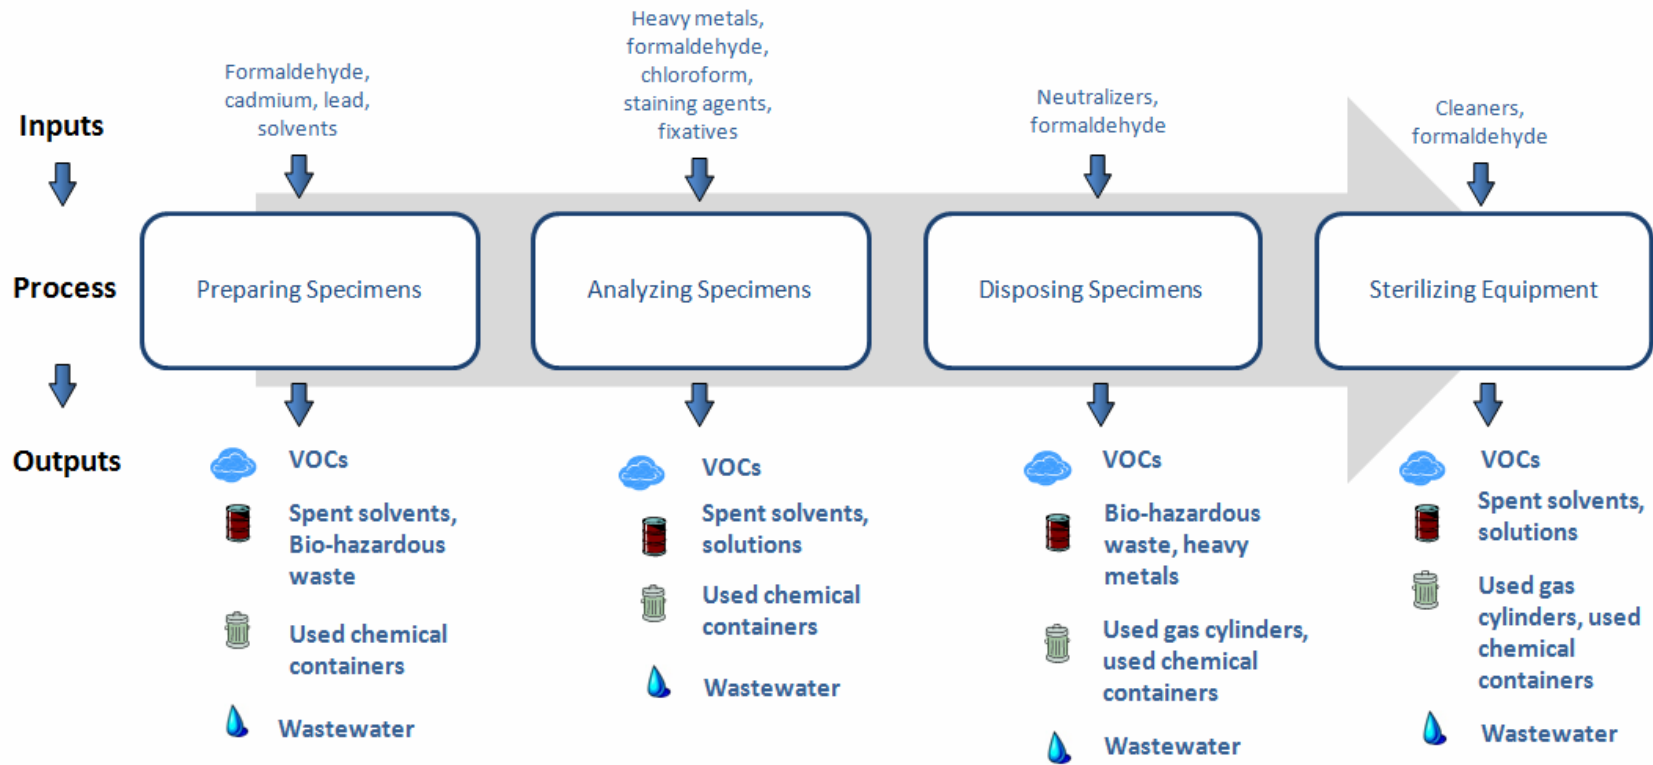 Inputs
Formaldehyde,
cadmium, lead,
solvents
Heavy metals,
formaldehyde,
chloroform,
staining agents,
fixatives
Neutralizers,
formaldehyde
Cleaners,
formaldehyde
Process
Preparing Specimens
Analyzing Specimens
Disposing Specimens
Sterilizing Equipment
Outputs
VOCs
Spent solvents,
Bio-hazardous
waste
Used chemical
containers
Wastewater
VOCs
Spent solvents,
solutions
Used chemical
containers
Wastewater
VOCs
Bio-hazardous
waste, heavy
metals
Used gas cylinders,
used chemical
containers
Wastewater
VOCs
Spent solvents,
solutions
Used gas
cylinders, used
chemical
containers
Wastewater